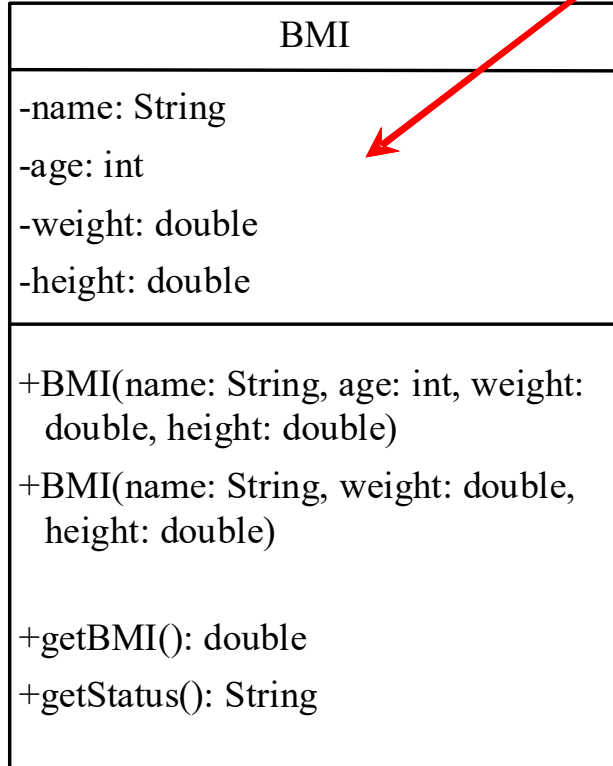 BMI
-name: String
-age: int
-weight: double
-height: double
+BMI(name: String, age: int, weight:
double, height: double)
+BMI(name: String, weight: double,
height: double)
+getBMI(): double
+getStatus(): String